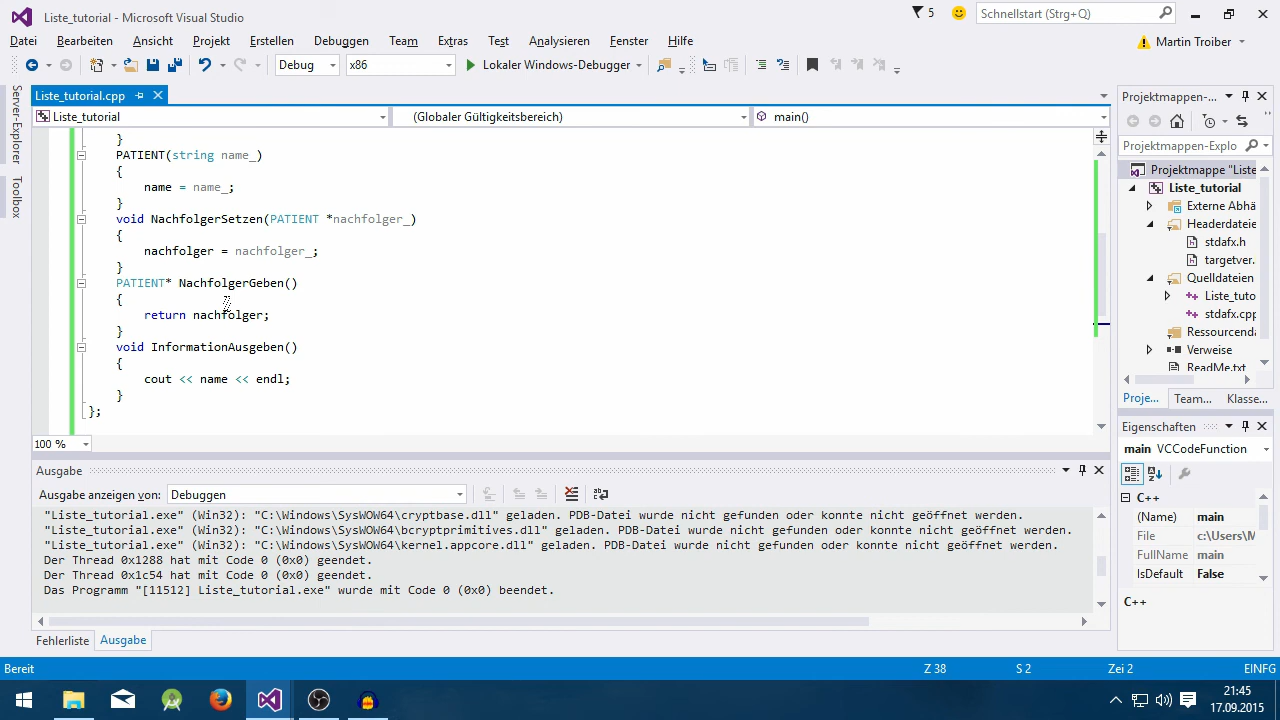 Liste_tutorial - Microsoft Visual Studio
5
Schnellstart (Strg+Q)
Datei Bearbeiten Ansicht Projekt Erstellen Debuggen Team Extras Test Analysieren Fenster Hilfe
Martin Troiber
Debug x86 Lokaler Windows-Debugger
Server-Explorer
Toolbox
Liste_tutorial.cpp
Liste_tutorial (Globaler Gültigkeitsbereich) main()
}
PATIENT(string name_)
{
name = name_;
}
void NachfolgerSetzen(PATIENT *nachfolger_)
{
nachfolger = nachfolger_;
}
PATIENT* NachfolgerGeben()
{
return nachfolger;
}
void InformationAusgeben()
{
cout << name << endl;
}
};
100 %
Ausgabe
Ausgabe anzeigen von: Debuggen
"Liste_tutorial.exe" (Win32): "C:\Windows\SysWOW64\cryptbase.dll" geladen. PDB-Datei wurde nicht gefunden oder konnte nicht geöffnet werden.
"Liste_tutorial.exe" (Win32): "C:\Windows\SysWOW64\bcryptprimitives.dll" geladen. PDB-Datei wurde nicht gefunden oder konnte nicht geöffnet werden.
"Liste_tutorial.exe" (Win32): "C:\Windows\SysWOW64\kernel.appcore.dll" geladen. PDB-Datei wurde nicht gefunden oder konnte nicht geöffnet werden.
Der Thread 0x1288 hat mit Code 0 (0x0) geendet.
Der Thread 0x1c54 hat mit Code 0 (0x0) geendet.
Das Programm "[11512] Liste_tutorial.exe" wurde mit Code 0 (0x0) beendet.
Fehlerliste Ausgabe
Projektmappen-...
Projektmappen-Explo
Projektmappe "Liste
Liste_tutorial
Externe Abhä
Headerdateie
stdafx.h
targetver.
Quelldateien
Liste_tuto
stdafx.cpp
Ressourcenda
Verweise
ReadMe.txt
Proje... Team... Klasse...
Eigenschaften
main VCCodeFunction
C++
(Name) main
File c:\Users\M
FullName main
IsDefault False
C++
Bereit Z 38 S 2 Zei 2 EINFG
21:45
17.09.2015